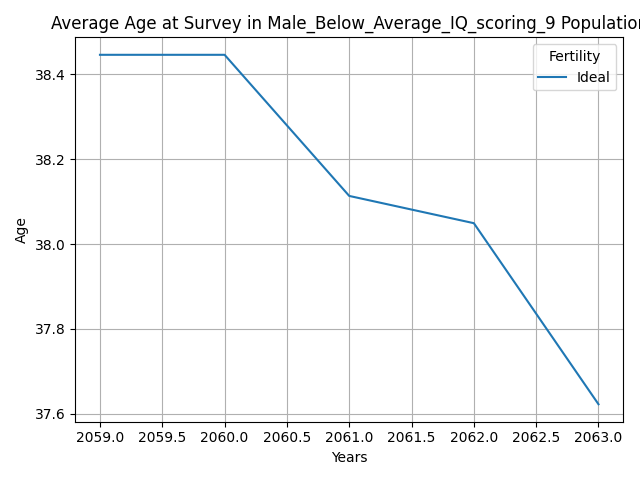 Average Age at Survey in Male_Below_Average_IQ_scoring_9 Population
Fertility
Ideal
38.4
38.2
38.0
37.8
37.6
Age
2059.0 2059.5 2060.0 2060.5 2061.0 2061.5 2062.0 2062.5 2063.0
Years